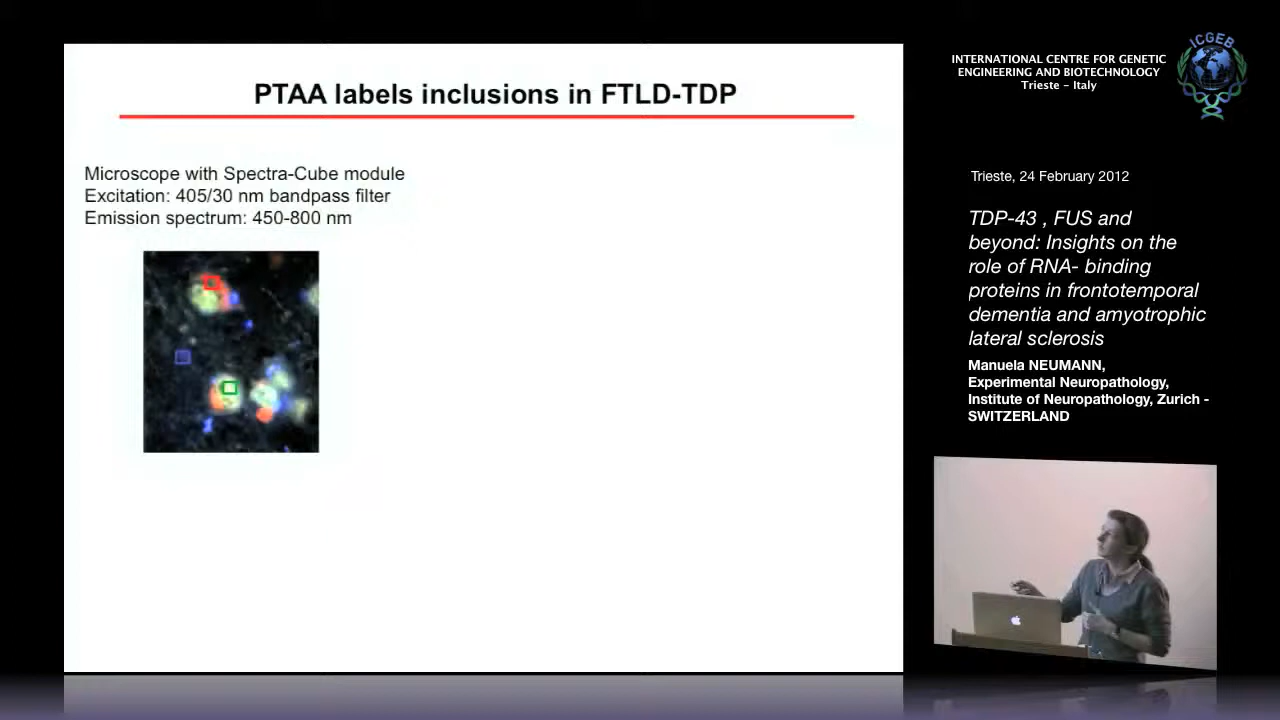 PTAA labels inclusions in FTLD-TDP
Microscope with Spectra-Cube module
Excitation: 405/30 nm bandpass filter
Emission spectrum: 450-800 nm
INTERNATIONAL CENTRE FOR GENETIC
ENGINEERING AND BIOTECHNOLOGY
Trieste - Italy
ICGEB
Trieste, 24 February 2012
TDP-43 , FUS and
beyond: Insights on the
role of RNA- binding
proteins in frontotemporal
dementia and amyotrophic
lateral sclerosis
Manuela NEUMANN,
Experimental Neuropathology,
Institute of Neuropathology, Zurich -
SWITZERLAND